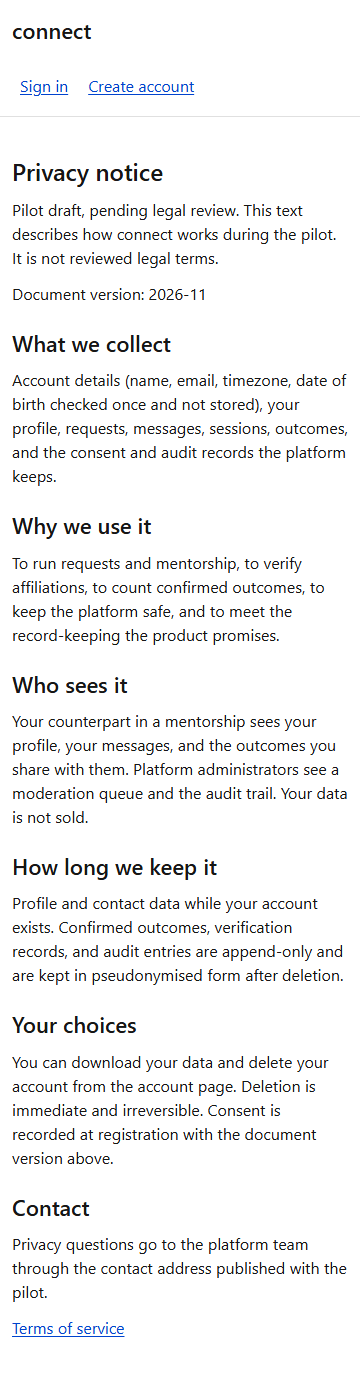 connect
Sign in Create account
Privacy notice
Pilot draft, pending legal review. This text
describes how connect works during the pilot.
It is not reviewed legal terms.
Document version: 2026-11
What we collect
Account details (name, email, timezone, date of
birth checked once and not stored), your
profile, requests, messages, sessions, outcomes,
and the consent and audit records the platform
keeps.
Why we use it
To run requests and mentorship, to verify
affiliations, to count confirmed outcomes, to
keep the platform safe, and to meet the
record-keeping the product promises.
Who sees it
Your counterpart in a mentorship sees your
profile, your messages, and the outcomes you
share with them. Platform administrators see a
moderation queue and the audit trail. Your data
is not sold.
How long we keep it
Profile and contact data while your account
exists. Confirmed outcomes, verification
records, and audit entries are append-only and
are kept in pseudonymised form after deletion.
Your choices
You can download your data and delete your
account from the account page. Deletion is
immediate and irreversible. Consent is
recorded at registration with the document
version above.
Contact
Privacy questions go to the platform team
through the contact address published with the
pilot.
Terms of service